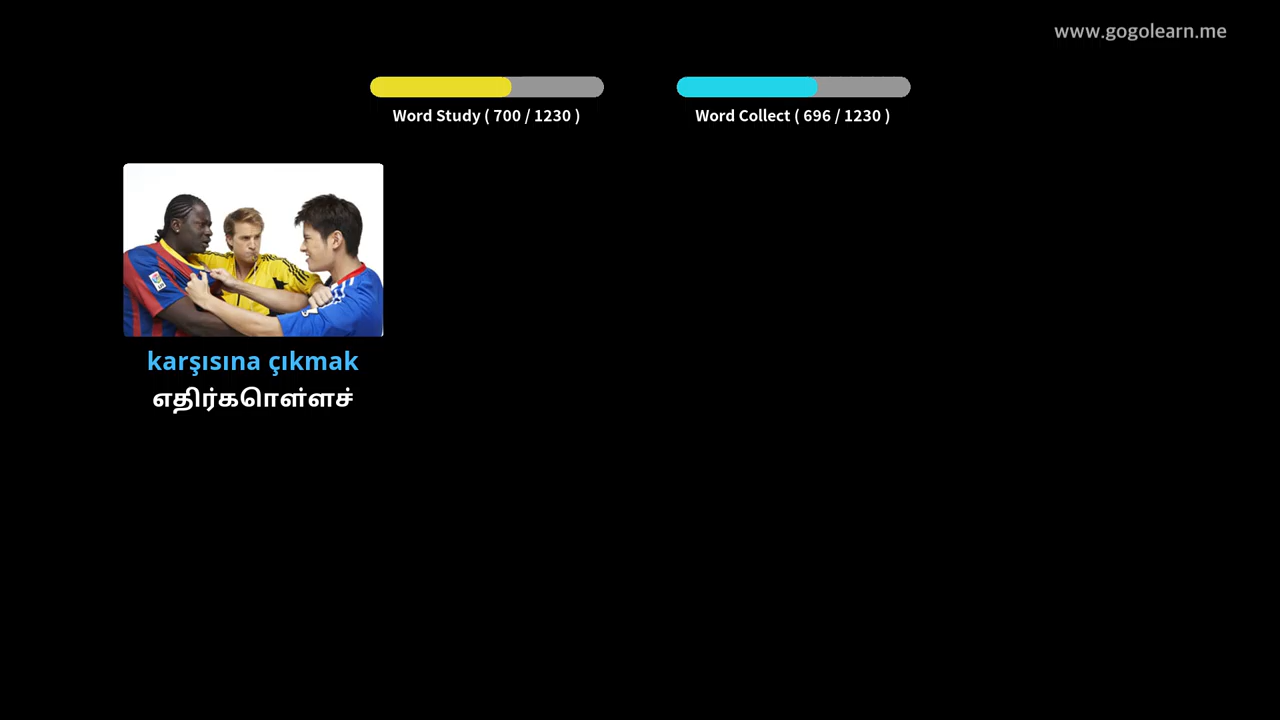 www.gogolearn.me
Word Study ( 700 / 1230 )
Word Collect ( 696 / 1230 )
karşısına çıkmak
எதிர்கொள்ளச்